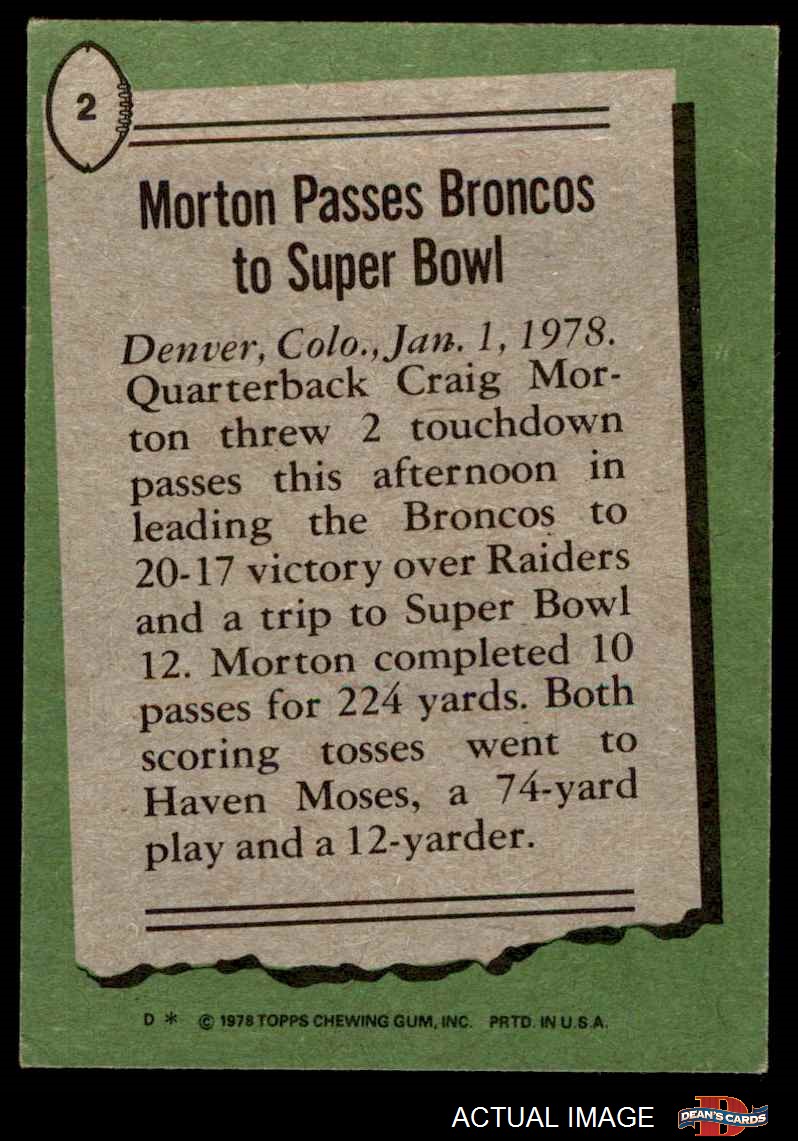 2
Morton Passes Broncos
to Super Bowl
Denver, Colo., Jan. 1, 1978.
Quarterback Craig Mor-
ton threw 2 touchdown
passes this afternoon in
leading the Broncos to
20-17 victory over Raiders
and a trip to Super Bowl
12. Morton completed 10
passes for 224 yards. Both
scoring tosses went to
Haven Moses, a 74-yard
play and a 12-yarder.
D * © 1978 TOPPS CHEWING GUM, INC. PRTD. IN U.S.A.
ACTUAL IMAGE
D
DEAN'S CARDS